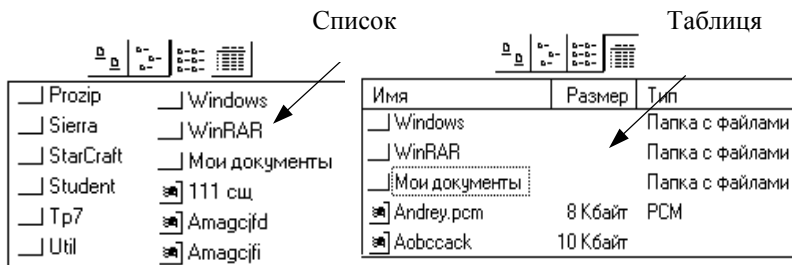 Список
Таблиця
Prozip
Sierra
StarCraft
Student
Tp7
Util
Windows
WinRAR
Мои документы
111 сщ
Amagcjfd
Amagcjfi
Имя Размер Тип
Windows Папка с файлами
WinRAR Папка с файлами
Мои документы Папка с файлами
Andrey.pcm 8 Кбайт PCM
Aobccack 10 Кбайт